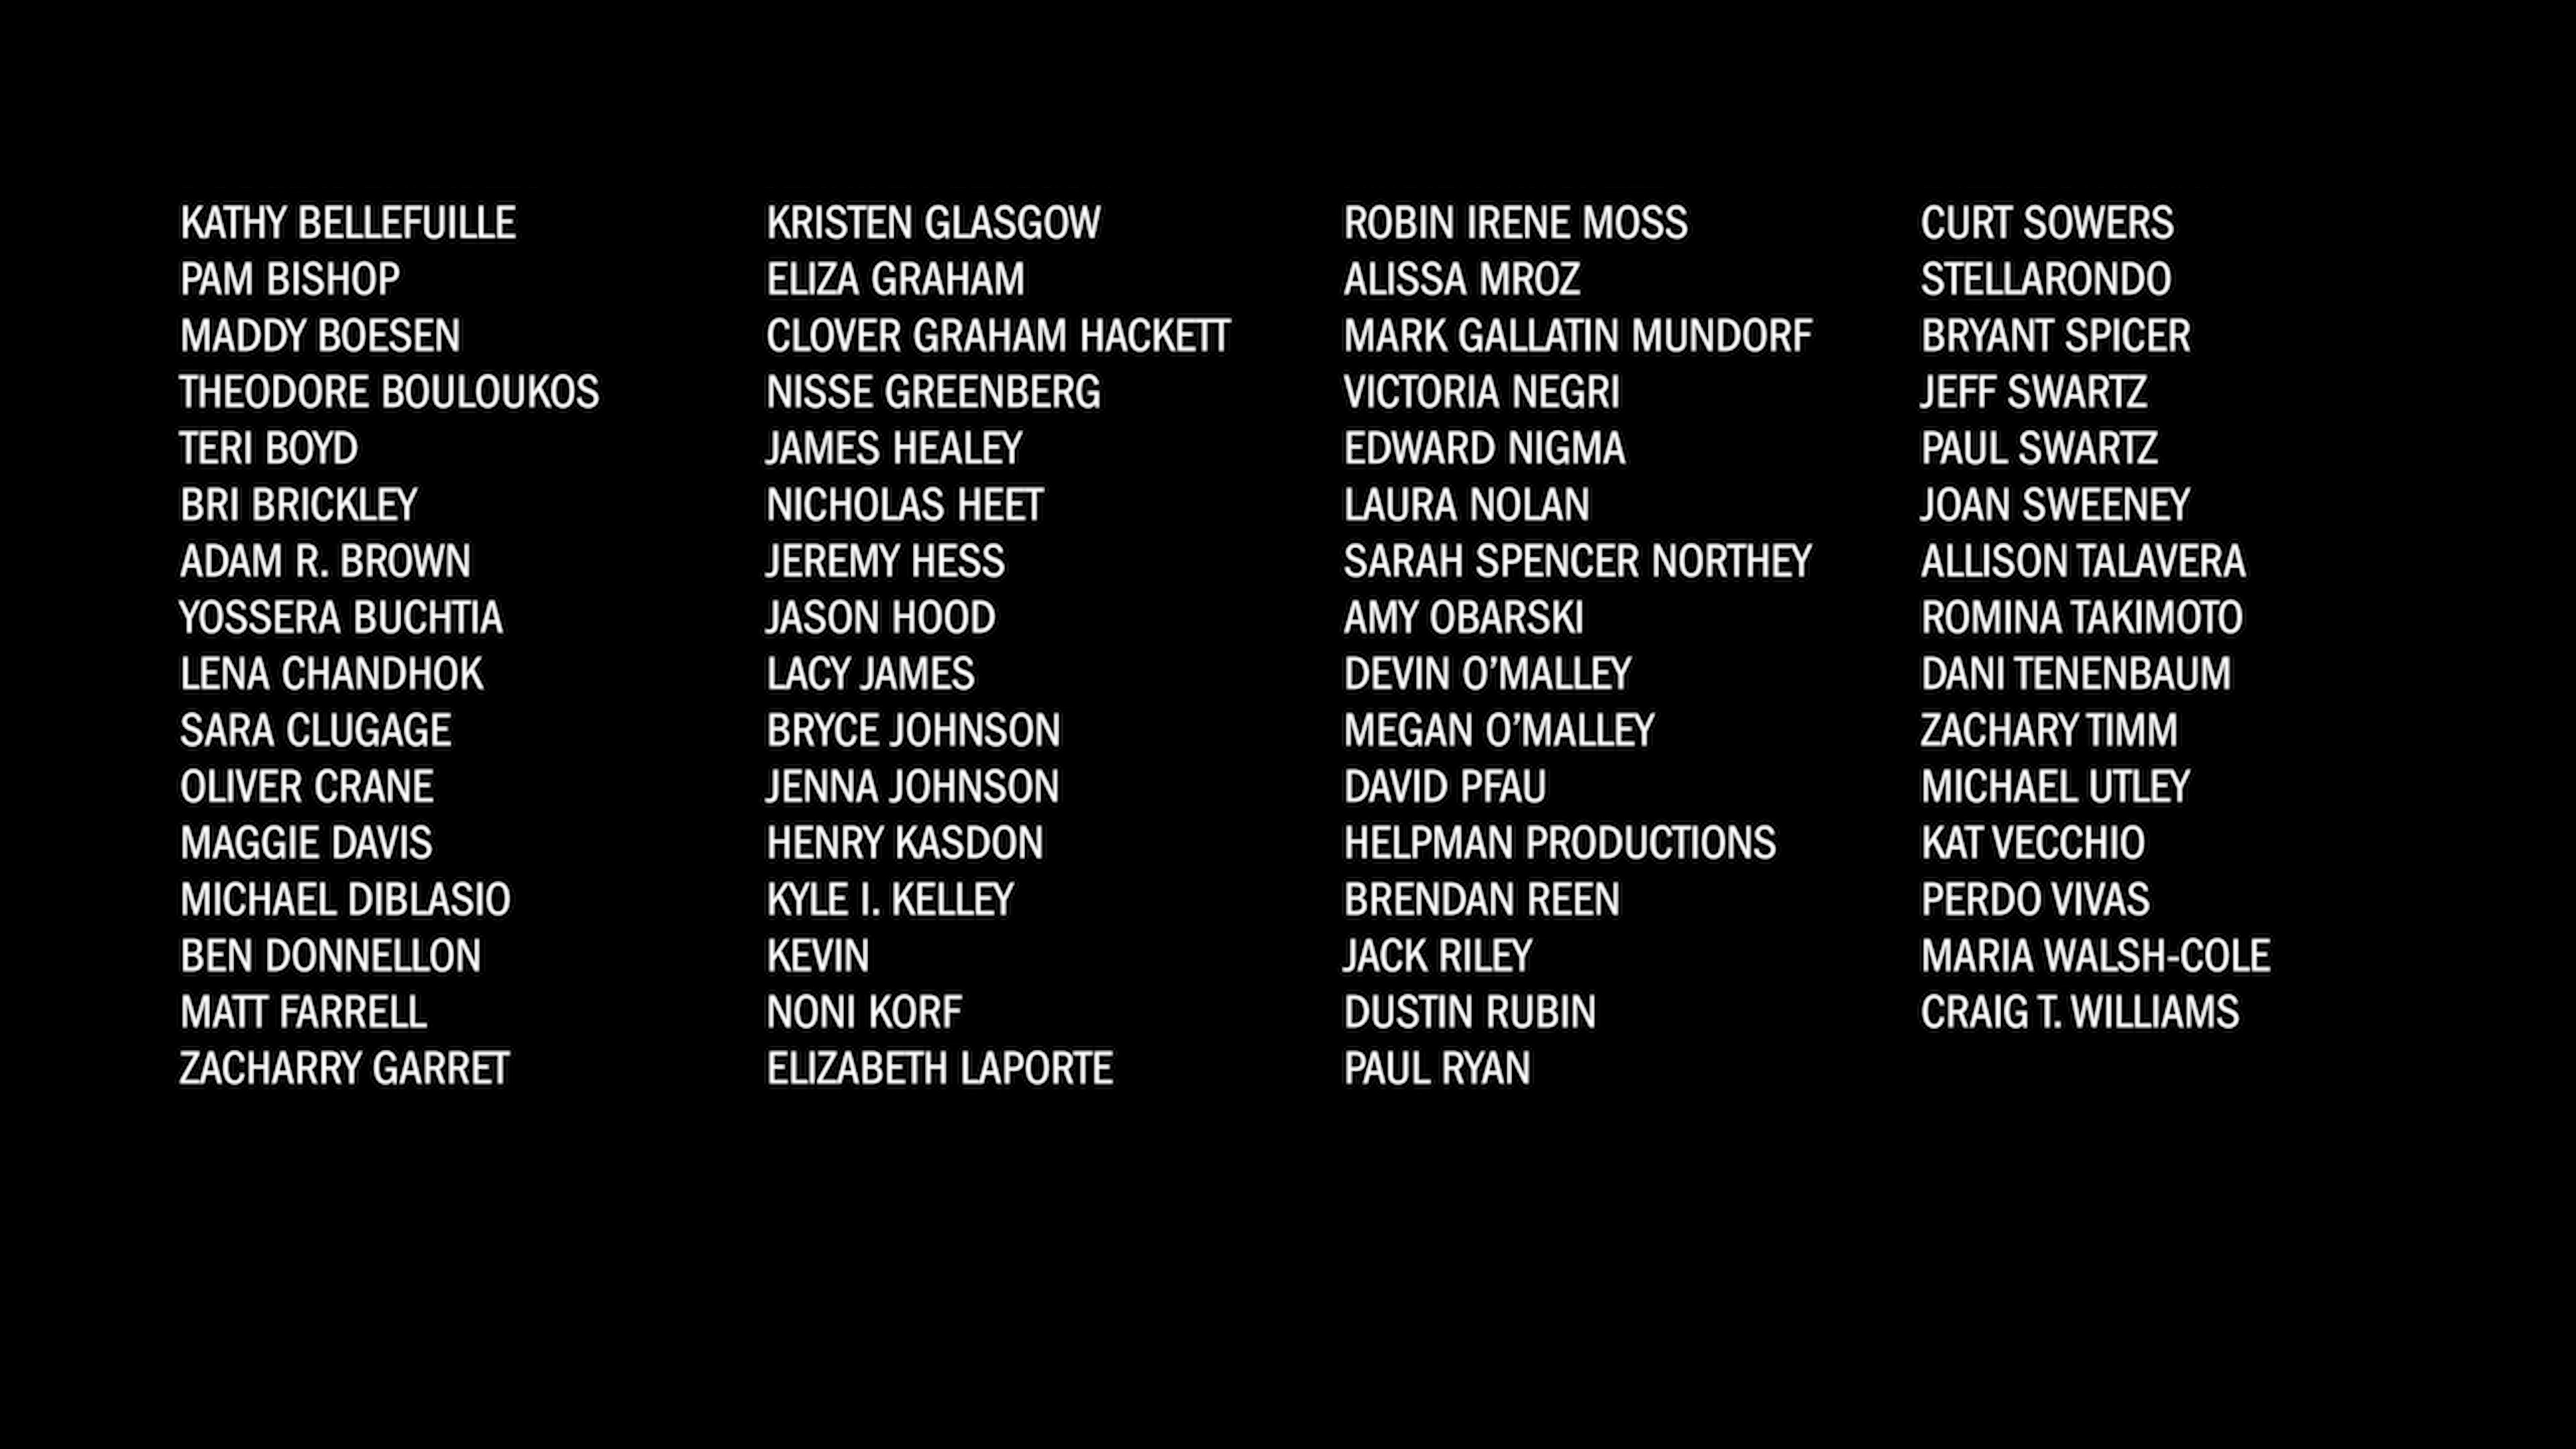 KATHY BELLEFUILLE
PAM BISHOP
MADDY BOESEN
THEODORE BOULOUKOS
TERI BOYD
BRI BRICKLEY
ADAM R. BROWN
YOSSERA BUCHTIA
LENA CHANDHOK
SARA CLUGAGE
OLIVER CRANE
MAGGIE DAVIS
MICHAEL DIBLASIO
BEN DONNELLON
MATT FARRELL
ZACHARRY GARRET
KRISTEN GLASGOW
ELIZA GRAHAM
CLOVER GRAHAM HACKETT
NISSE GREENBERG
JAMES HEALEY
NICHOLAS HEET
JEREMY HESS
JASON HOOD
LACY JAMES
BRYCE JOHNSON
JENNA JOHNSON
HENRY KASDON
KYLE I. KELLEY
KEVIN
NONI KORF
ELIZABETH LAPORTE
ROBIN IRENE MOSS
ALISSA MROZ
MARK GALLATIN MUNDORF
VICTORIA NEGRI
EDWARD NIGMA
LAURA NOLAN
SARAH SPENCER NORTHEY
AMY OBARSKI
DEVIN O’MALLEY
MEGAN O’MALLEY
DAVID PFAU
HELPMAN PRODUCTIONS
BRENDAN REEN
JACK RILEY
DUSTIN RUBIN
PAUL RYAN
CURT SOWERS
STELLARONDO
BRYANT SPICER
JEFF SWARTZ
PAUL SWARTZ
JOAN SWEENEY
ALLISON TALAVERA
ROMINA TAKIMOTO
DANI TENENBAUM
ZACHARY TIMM
MICHAEL UTLEY
KAT VECCHIO
PERDO VIVAS
MARIA WALSH-COLE
CRAIG T. WILLIAMS